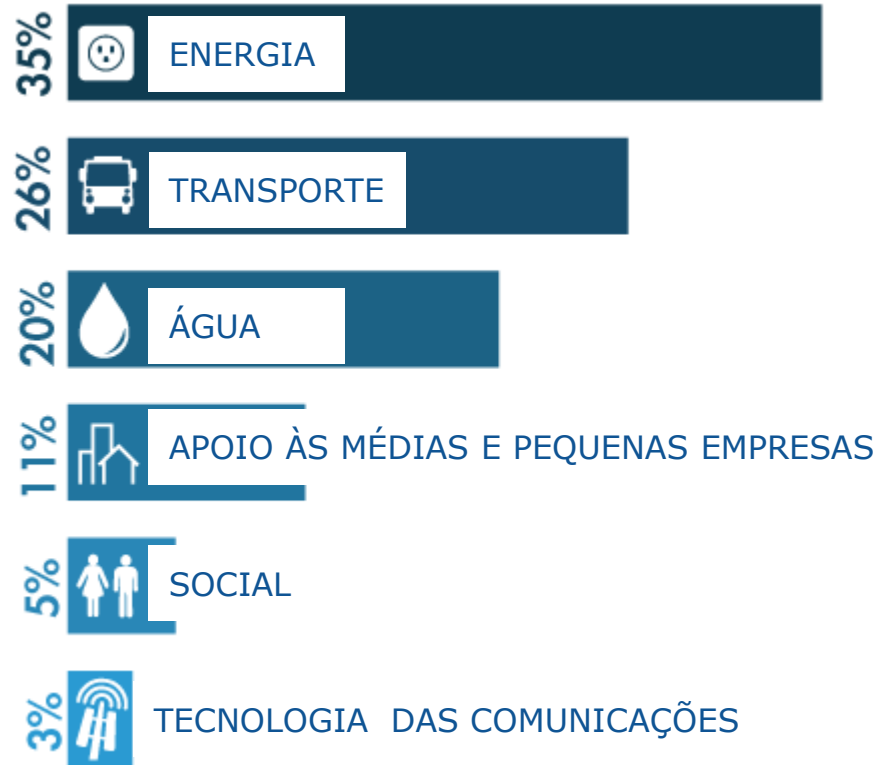 35%
ENERGIA
26%
TRANSPORTE
20%
ÁGUA
11%
APOIO ÀS MÉDIAS E PEQUENAS EMPRESAS
5%
SOCIAL
3%
TECNOLOGIA DAS COMUNICAÇÕES